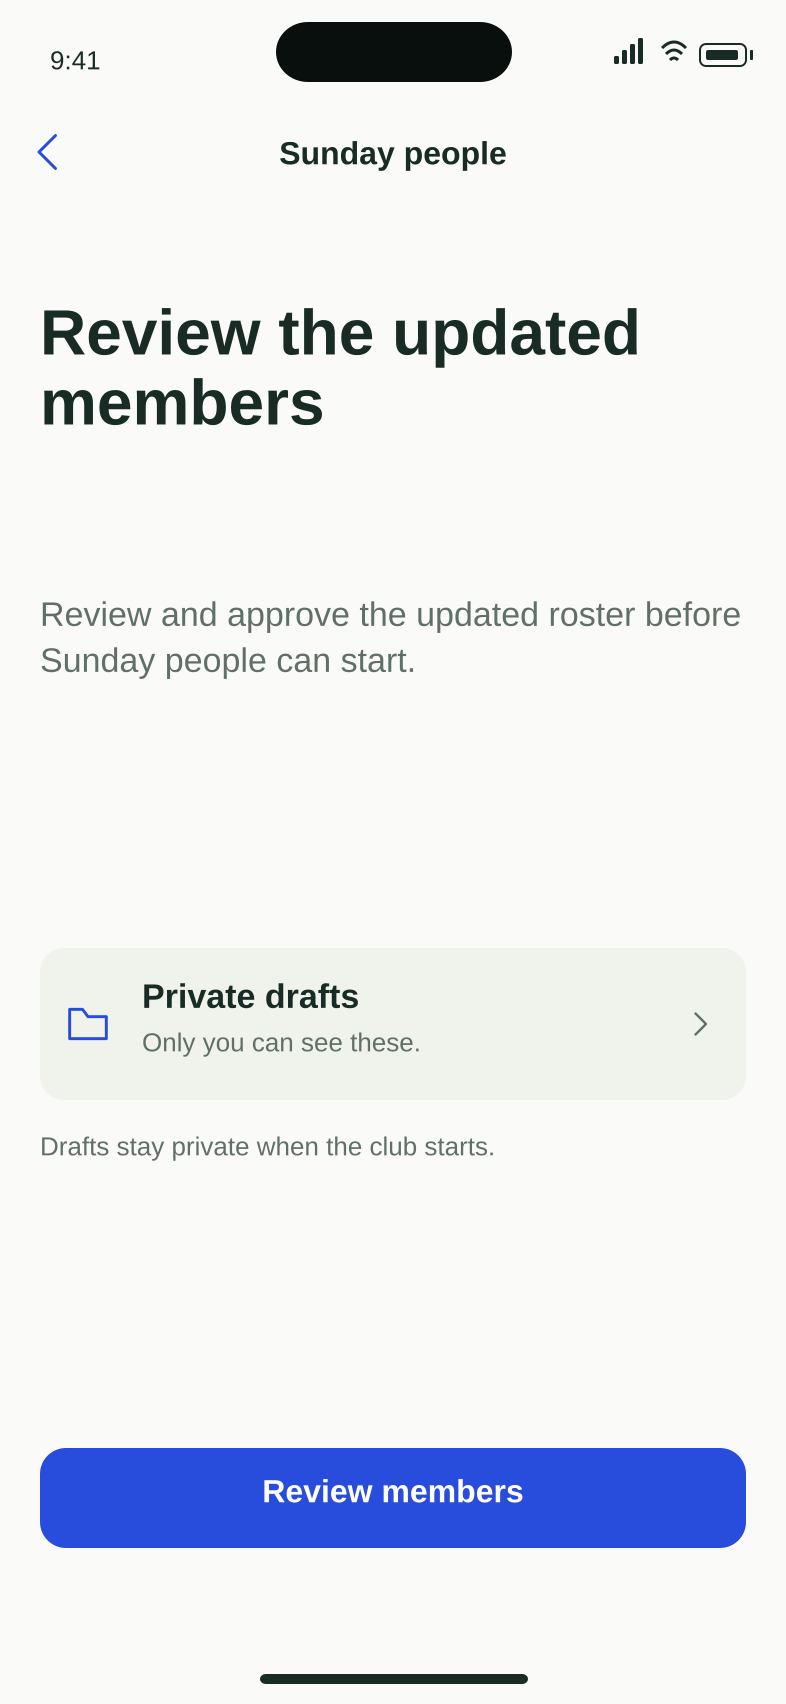 9:41
Sunday people
Review the updated
members
Review and approve the updated roster before
Sunday people can start.
Private drafts
Only you can see these.
Drafts stay private when the club starts.
Review members